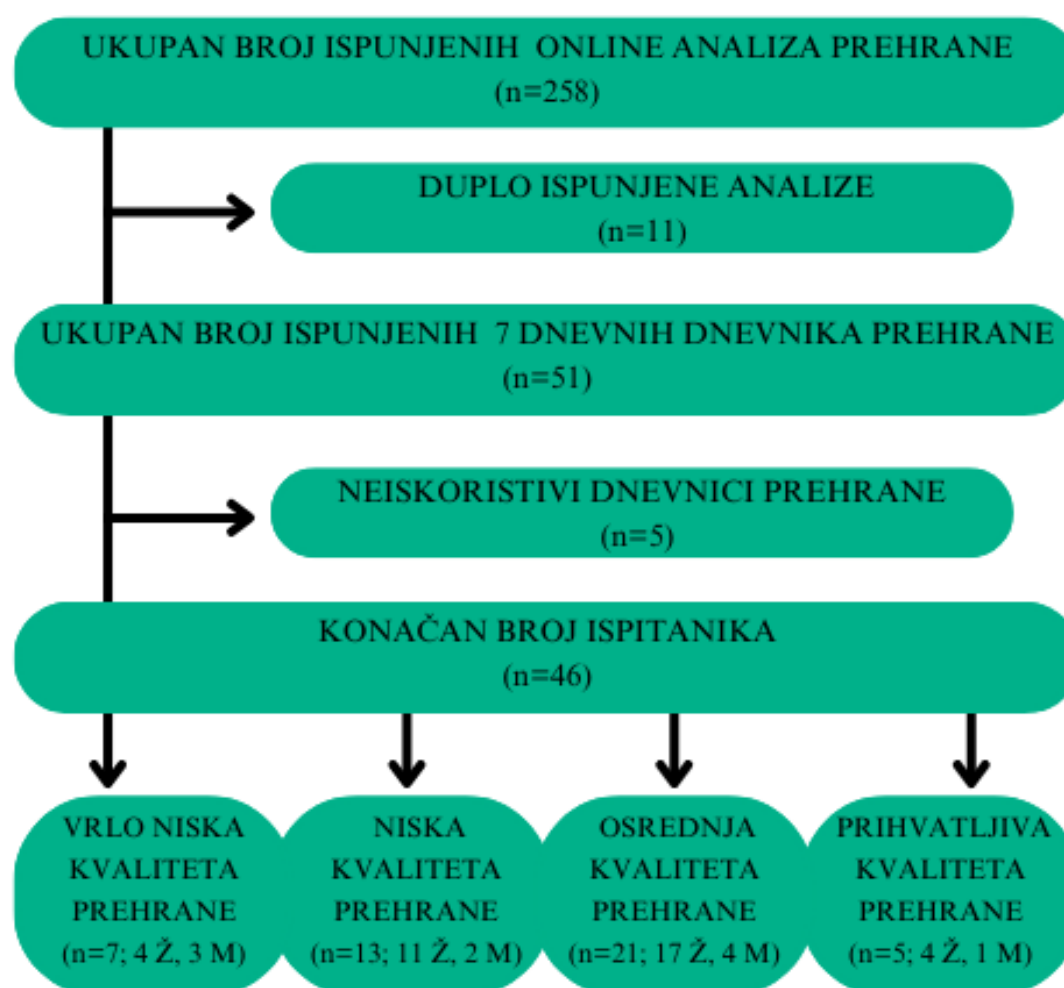 UKUPAN BROJ ISPUNJENIH ONLINE ANALIZA PREHRANE
(n=258)
DUPLO ISPUNJENE ANALIZE
(n=11)
UKUPAN BROJ ISPUNJENIH 7 DNEVNIH DNEVNIKA PREHRANE
(n=51)
NEISKORISTIVI DNEVNICI PREHRANE
(n=5)
KONAČAN BROJ ISPITANIKA
(n=46)
VRLO NISKA
KVALITETA
PREHRANE
(n=7; 4 Ž, 3 M)
NISKA
KVALITETA
PREHRANE
(n=13; 11 Ž, 2 M)
OSREDNJA
KVALITETA
PREHRANE
(n=21; 17 Ž, 4 M)
PRIHVATLJIVA
KVALITETA
PREHRANE
(n=5; 4 Ž, 1 M)